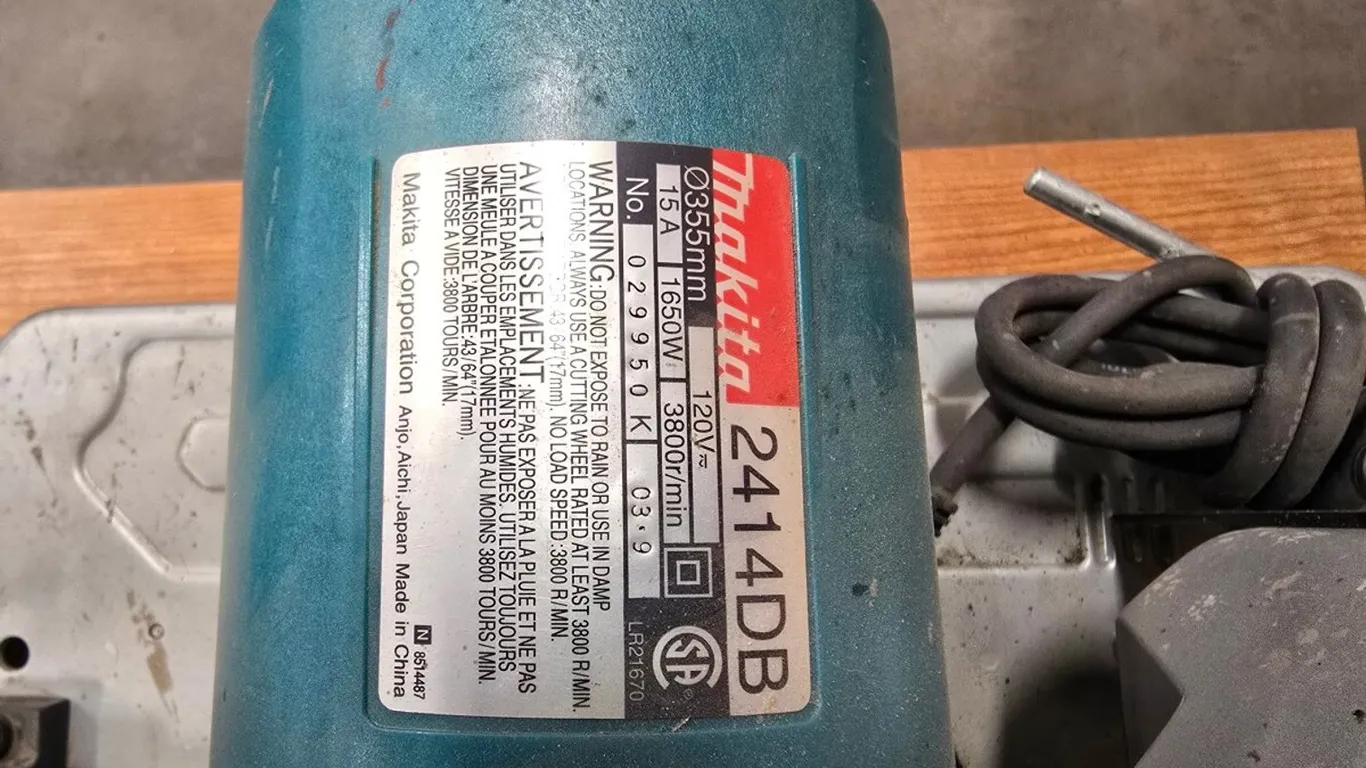 makita 2414DB
Ø355mm 120V⎓
15A 1650W 3800r/min
No. 029950K 03・9
LR21670
WARNING:DO NOT EXPOSE TO RAIN OR USE IN DAMP
LOCATIONS. ALWAYS USE A CUTTING WHEEL RATED AT LEAST 3800 R/MIN.
43 64"(17mm). NO LOAD SPEED:3800 R/MIN.
AVERTISSEMENT:NE PAS EXPOSER A LA PLUIE ET NE PAS
UTILISER DANS LES EMPLACEMENTS HUMIDES. UTILISEZ TOUJOURS
UNE MEULE A COUPER ETALONNEE POUR AU MOINS 3800 TOURS/MIN.
DIMENSION DE L'ARBRE:43/64"(17mm).
VITESSE A VIDE:3800 TOURS/MIN.
N 8514487
Makita Corporation Anjo,Aichi,Japan Made in China